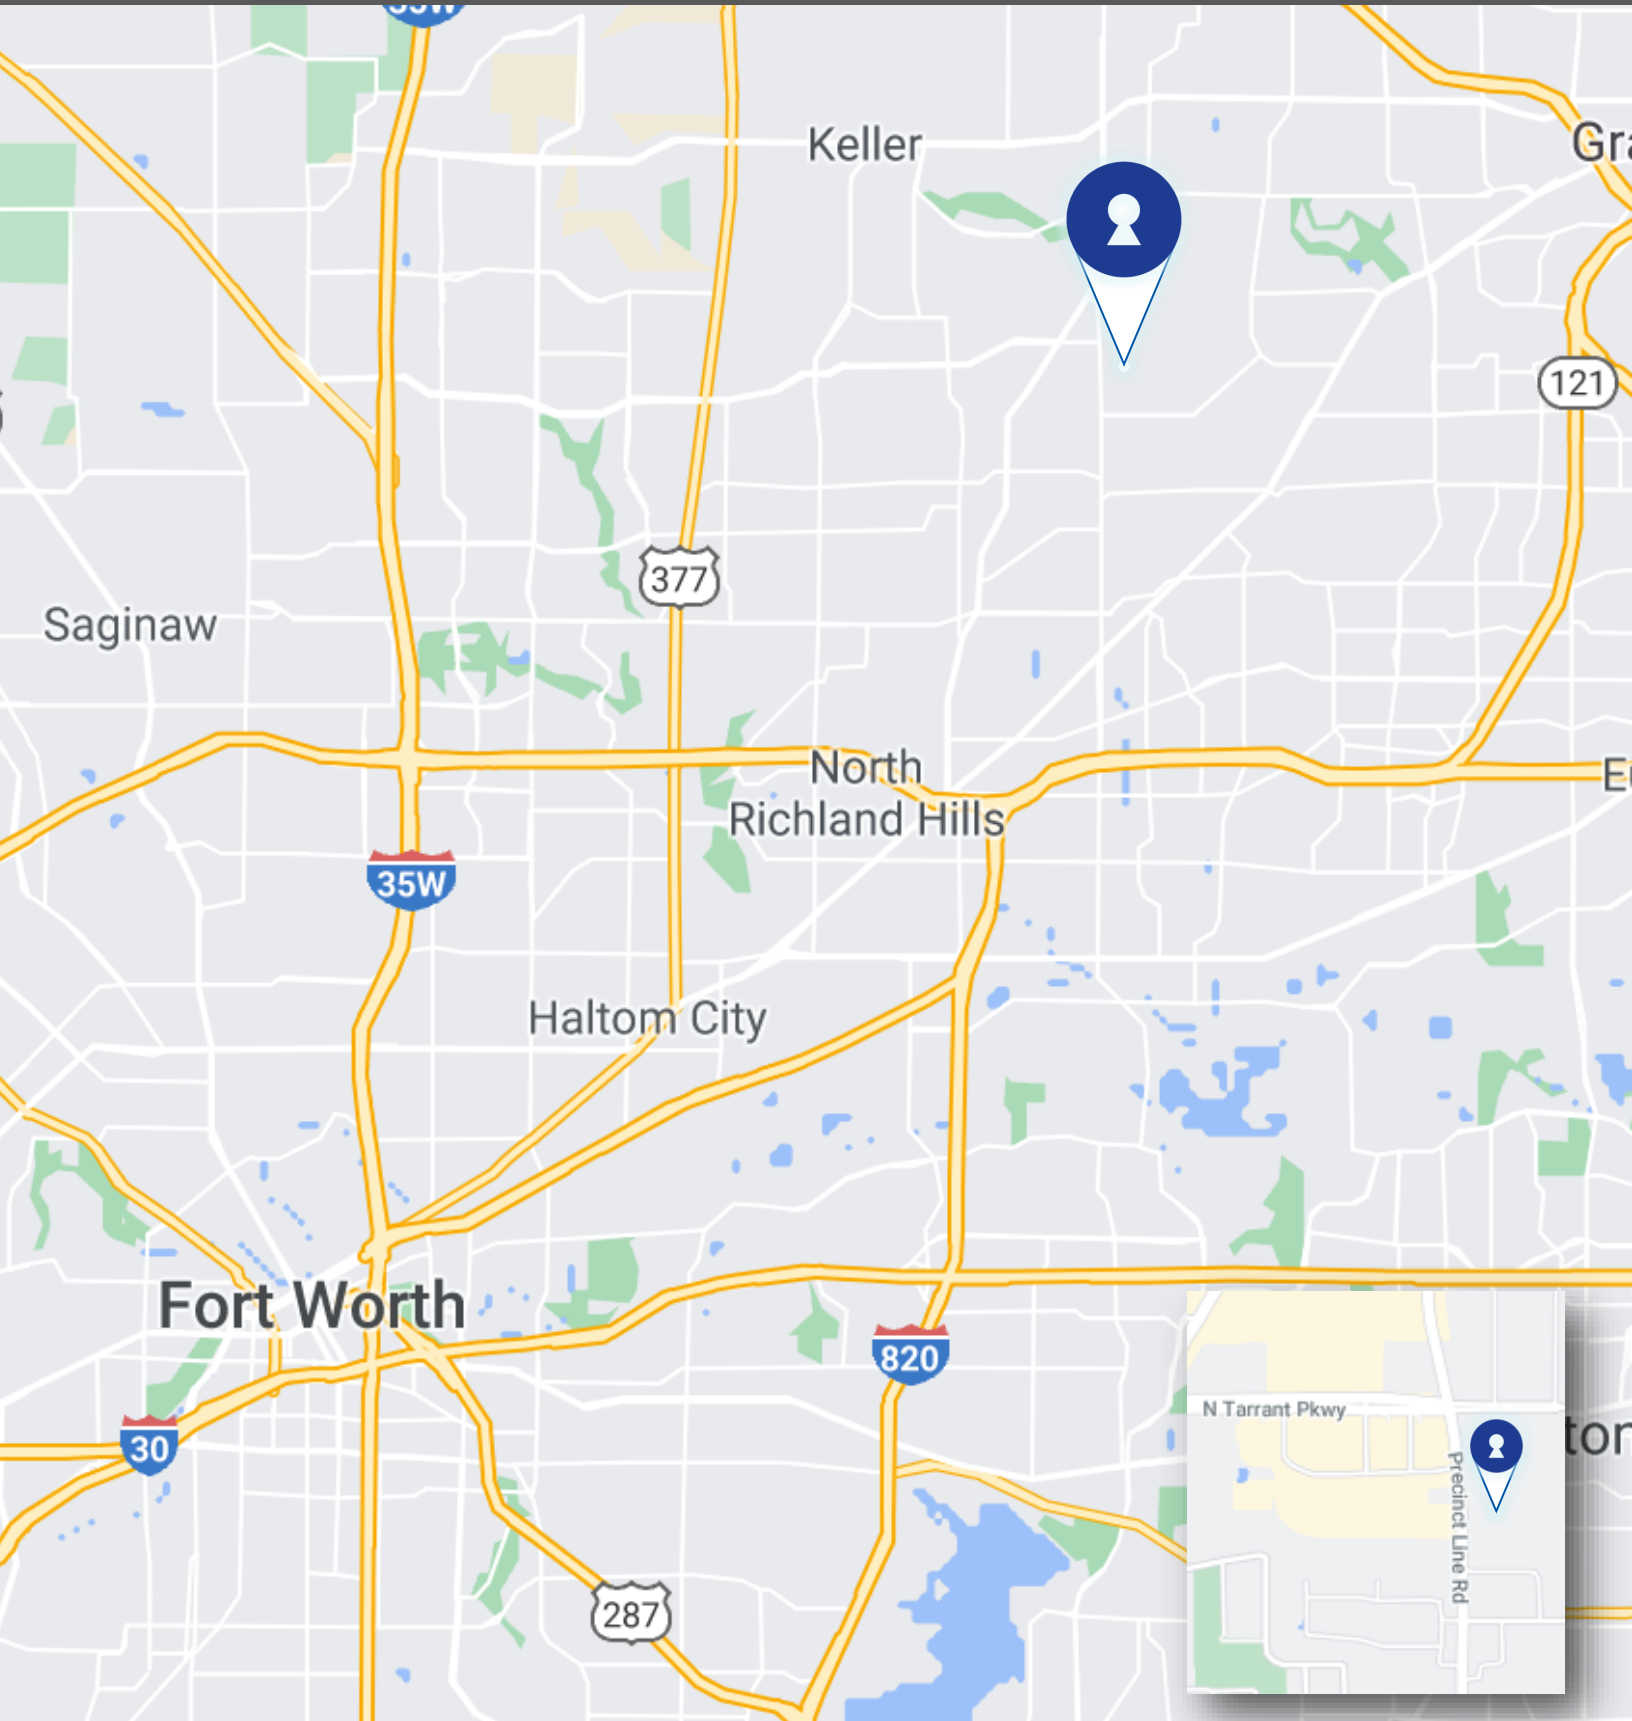 35W
Keller
Gra
121
377
Saginaw
North
Richland Hills
35W
Haltom City
Fort Worth
820
30
N Tarrant Pkwy
Precinct Line Rd
ton
287